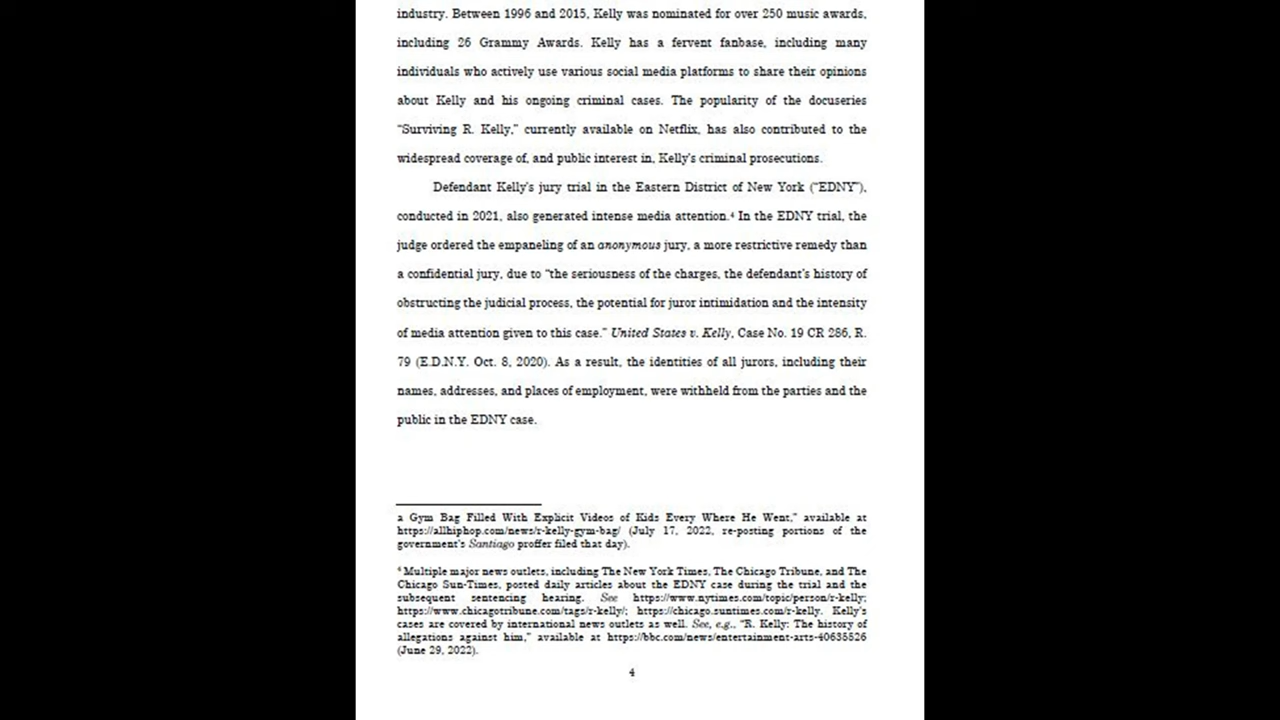 industry. Between 1996 and 2015, Kelly was nominated for over 250 music awards,
including 26 Grammy Awards. Kelly has a fervent fanbase, including many
individuals who actively use various social media platforms to share their opinions
about Kelly and his ongoing criminal cases. The popularity of the docuseries
“Surviving R. Kelly,” currently available on Netflix, has also contributed to the
widespread coverage of, and public interest in, Kelly’s criminal prosecutions.
Defendant Kelly’s jury trial in the Eastern District of New York (“EDNY”),
conducted in 2021, also generated intense media attention.⁴ In the EDNY trial, the
judge ordered the empaneling of an anonymous jury, a more restrictive remedy than
a confidential jury, due to “the seriousness of the charges, the defendant’s history of
obstructing the judicial process, the potential for juror intimidation and the intensity
of media attention given to this case.” United States v. Kelly, Case No. 19 CR 286, R.
79 (E.D.N.Y. Oct. 8, 2020). As a result, the identities of all jurors, including their
names, addresses, and places of employment, were withheld from the parties and the
public in the EDNY case.
a Gym Bag Filled With Explicit Videos of Kids Every Where He Went,” available at
https://allhiphop.com/news/r-kelly-gym-bag/ (July 17, 2022, re-posting portions of the
government’s Santiago proffer filed that day).
⁴ Multiple major news outlets, including The New York Times, The Chicago Tribune, and The
Chicago Sun-Times, posted daily articles about the EDNY case during the trial and the
subsequent sentencing hearing. See https://www.nytimes.com/topic/person/r-kelly;
https://www.chicagotribune.com/tags/r-kelly/; https://chicago.suntimes.com/r-kelly. Kelly’s
cases are covered by international news outlets as well. See, e.g., “R. Kelly: The history of
allegations against him,” available at https://bbc.com/news/entertainment-arts-40635526
(June 29, 2022).
4